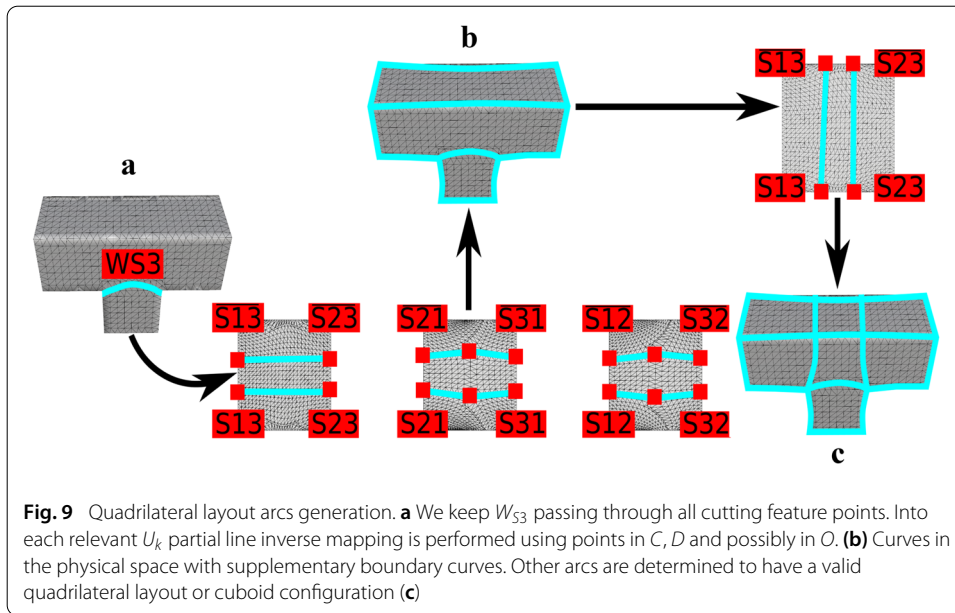 b
S13 S23
a
S13 S23
WS3
S13 S23 S21 S31 S12 S32
S13 S23 S21 S31 S12 S32
c
Fig. 9 Quadrilateral layout arcs generation. a We keep W_{S3} passing through all cutting feature points. Into
each relevant U_k partial line inverse mapping is performed using points in C, D and possibly in O. (b) Curves in
the physical space with supplementary boundary curves. Other arcs are determined to have a valid
quadrilateral layout or cuboid configuration (c)